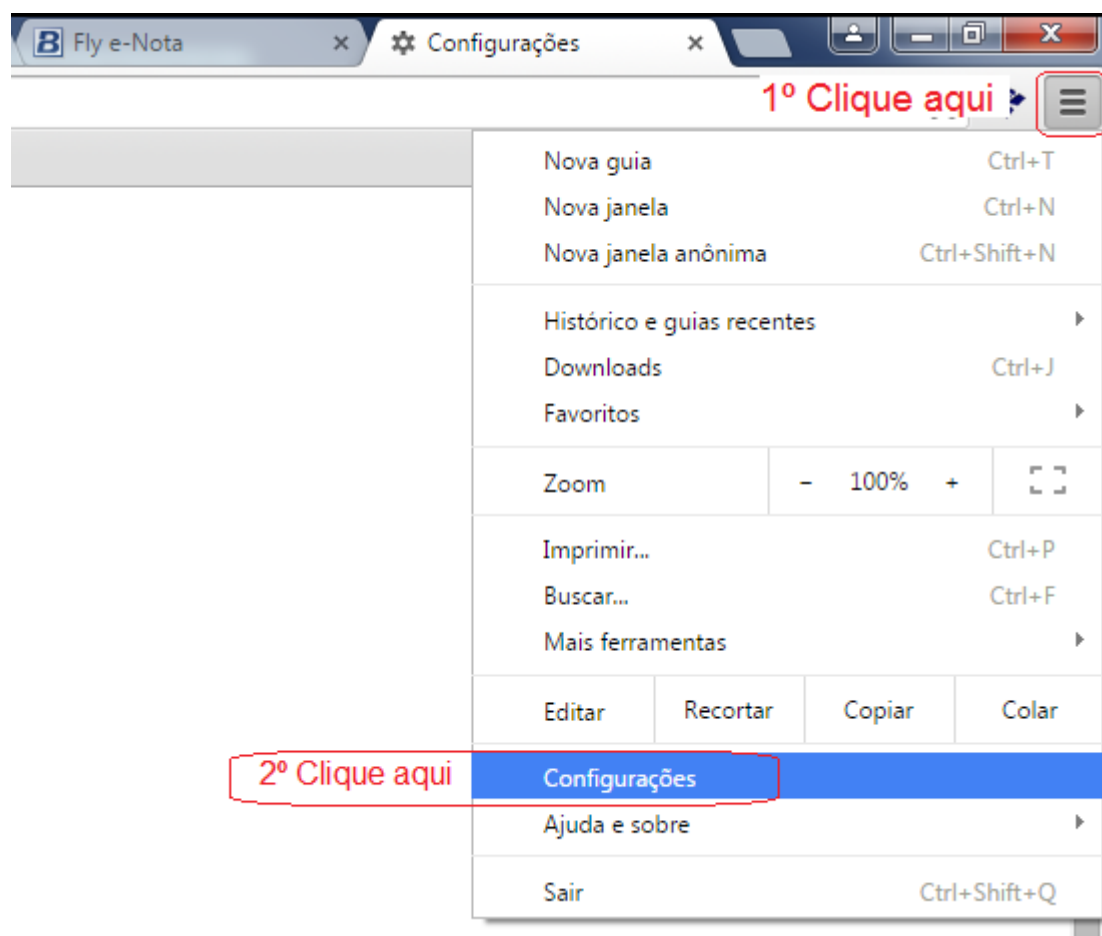 B Fly e-Nota × Configurações ×
1º Clique aqui
Nova guia Ctrl+T
Nova janela Ctrl+N
Nova janela anônima Ctrl+Shift+N
Histórico e guias recentes
Downloads Ctrl+J
Favoritos
Zoom - 100% +
Imprimir... Ctrl+P
Buscar... Ctrl+F
Mais ferramentas
Editar Recortar Copiar Colar
2º Clique aqui Configurações
Ajuda e sobre
Sair Ctrl+Shift+Q